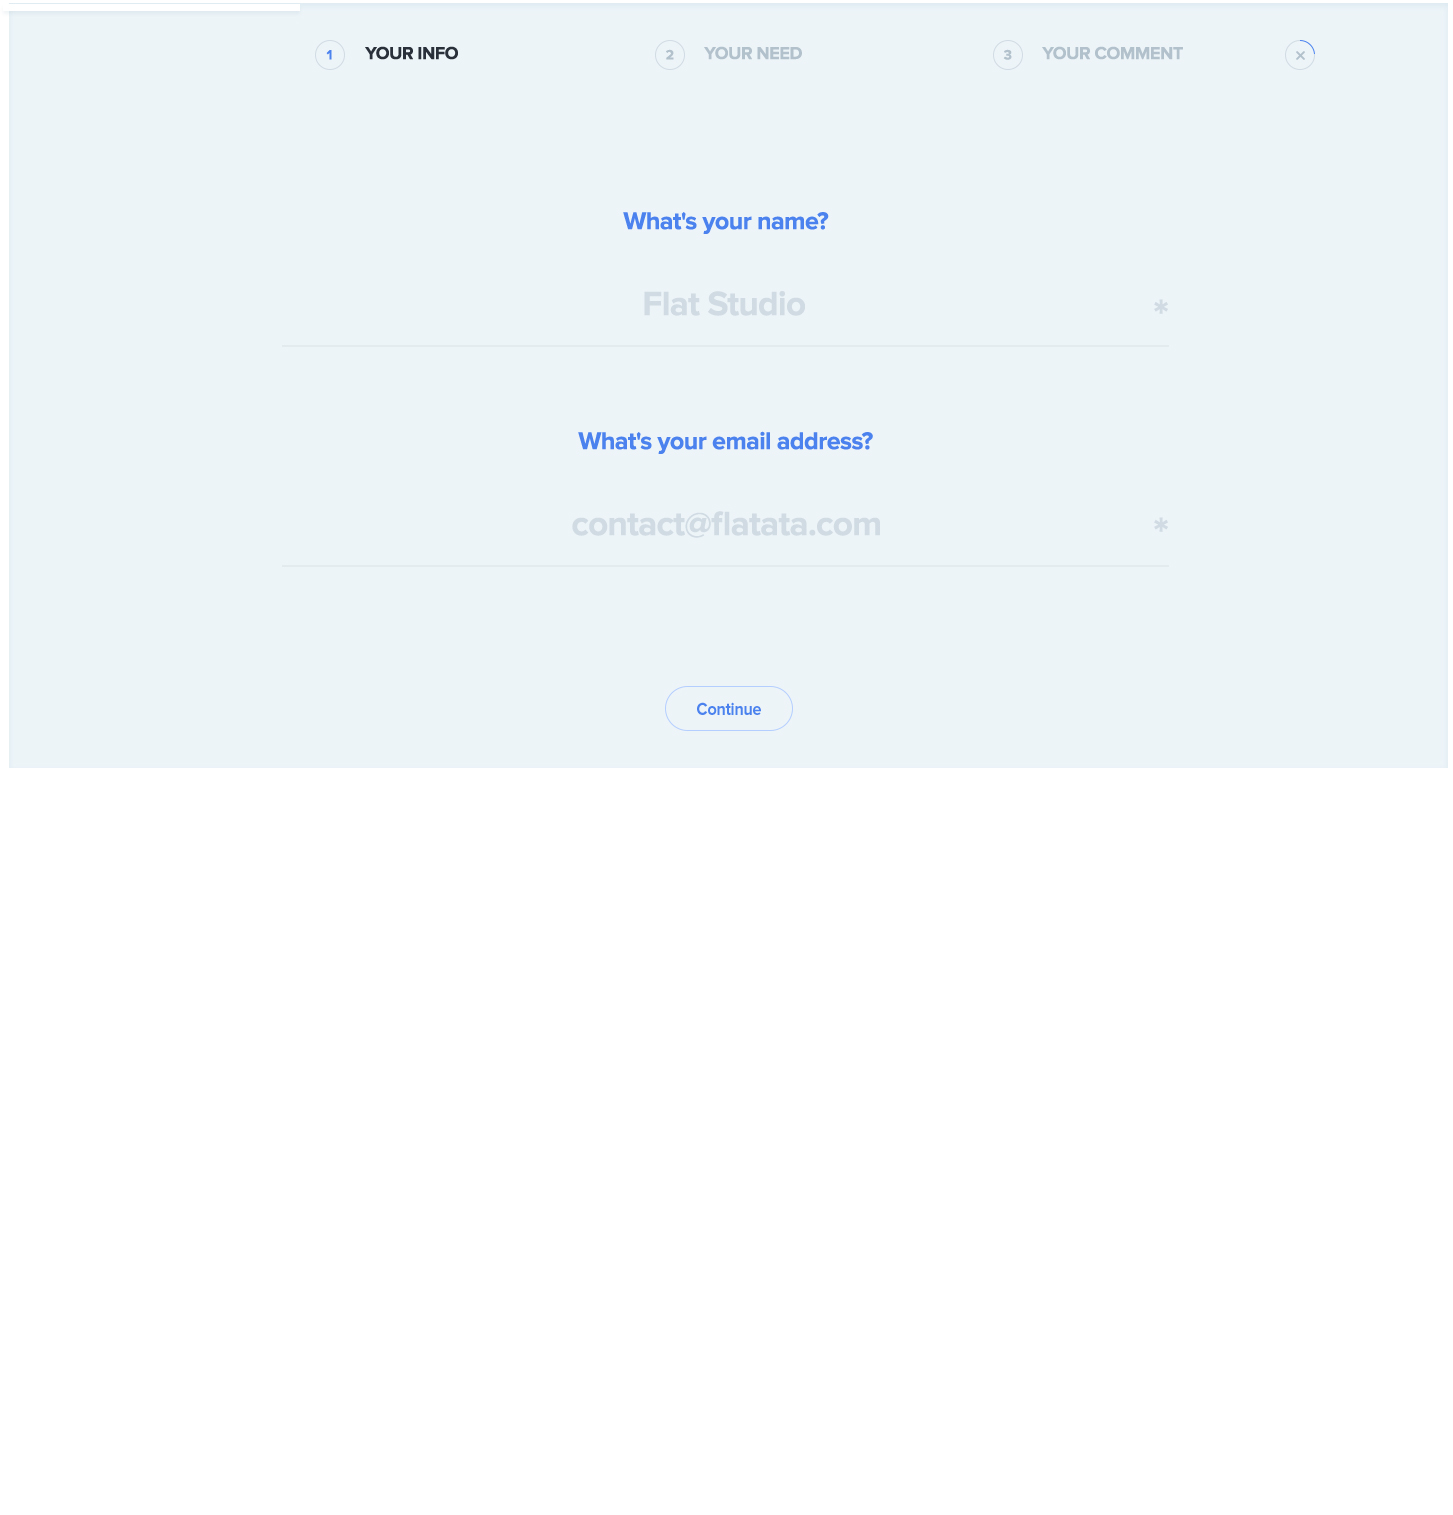 1 YOUR INFO 2 YOUR NEED 3 YOUR COMMENT ×
What's your name?
Flat Studio *
What's your email address?
contact@flatata.com *
Continue